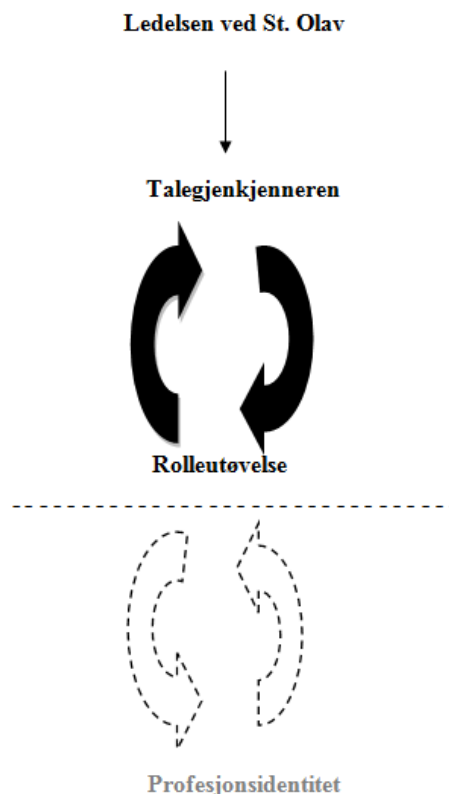 Ledelsen ved St. Olav
Talegjenkjenneren
Rolleutøvelse
Profesjonsidentitet